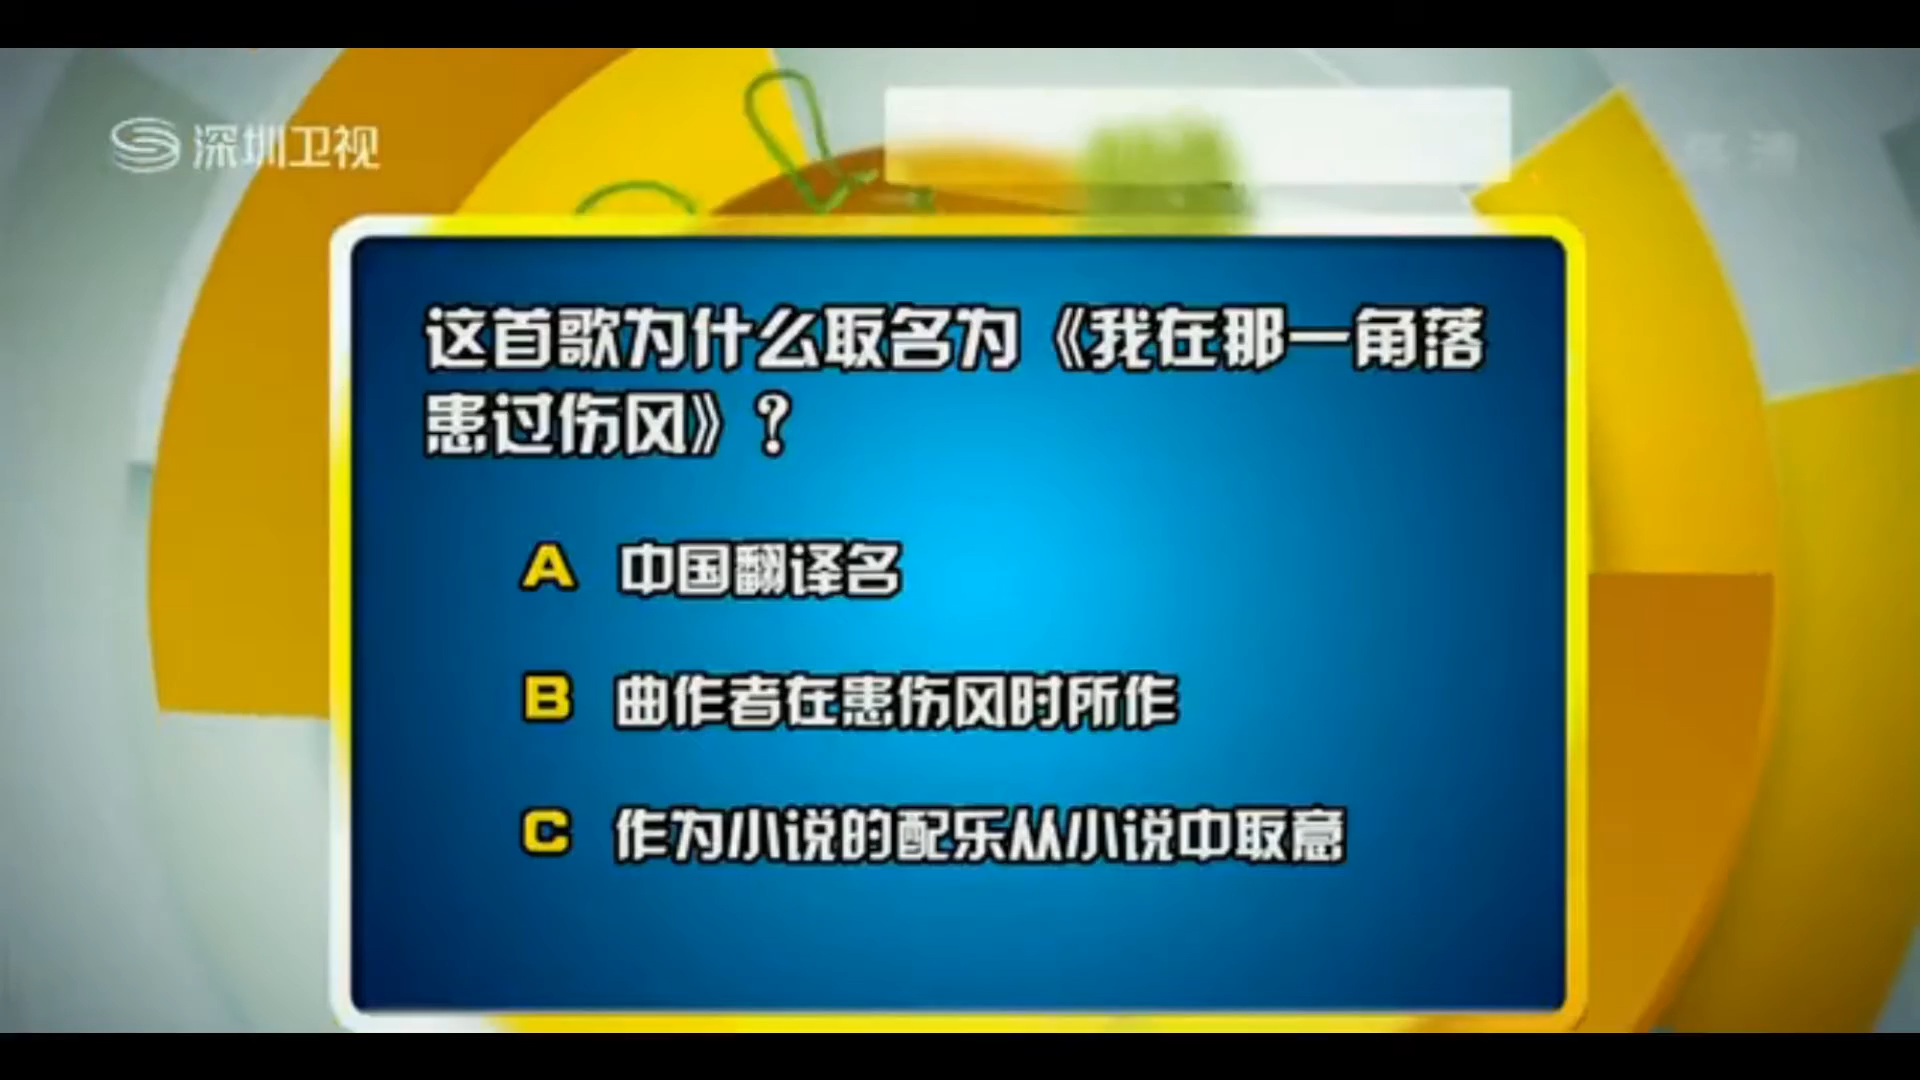 深圳卫视
这首歌为什么取名为《我在那一角落
患过伤风》？
A 中国翻译名
B 曲作者在患伤风时所作
C 作为小说的配乐从小说中取意